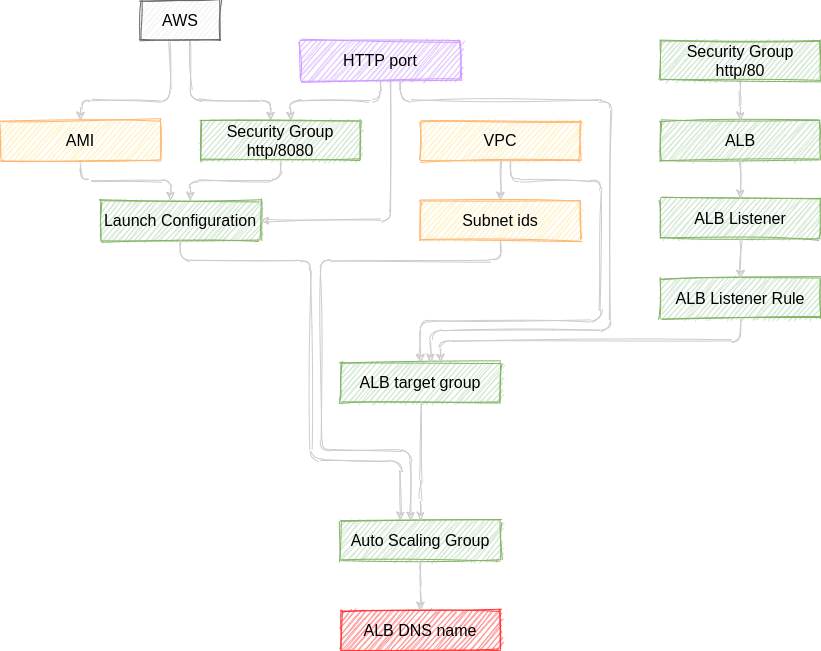 AWS
HTTP port
Security Group
http/80
AMI
Security Group
http/8080
VPC
ALB
Launch Configuration
Subnet ids
ALB Listener
ALB Listener Rule
ALB target group
Auto Scaling Group
ALB DNS name